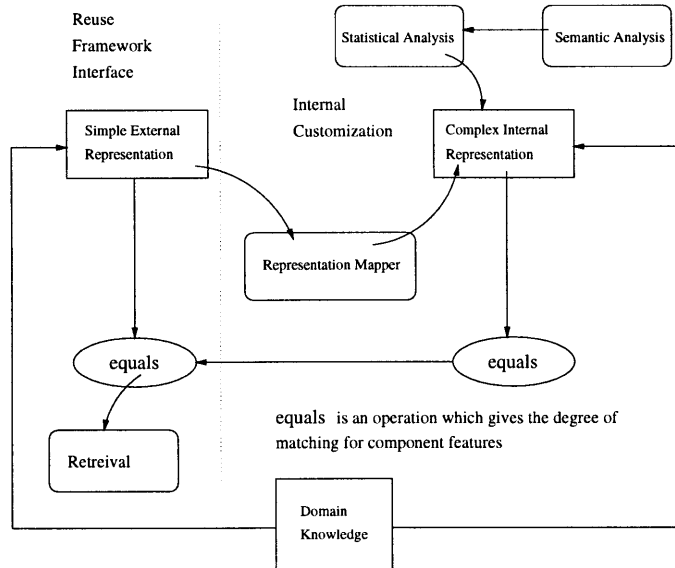 Reuse
Framework
Interface
Statistical Analysis
Semantic Analysis
Internal
Customization
Simple External
Representation
Complex Internal
Representation
Representation Mapper
equals
equals
equals is an operation which gives the degree of
matching for component features
Retreival
Domain
Knowledge